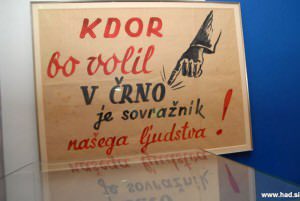 KDOR
bo volil
V ČRNO
je sovražnik
našega ljudstva!
www.had.si